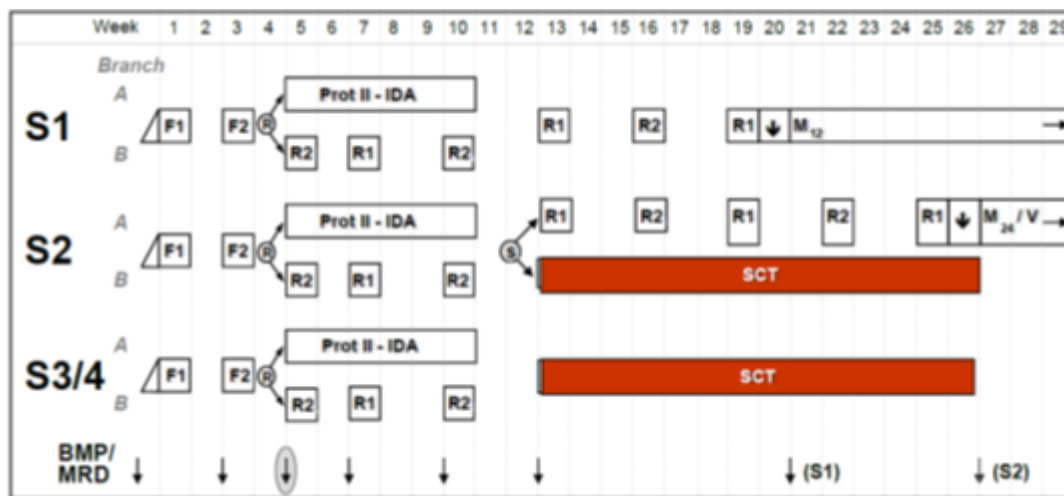 Week 1 2 3 4 5 6 7 8 9 10 11 12 13 14 15 16 17 18 19 20 21 22 23 24 25 26 27 28 29
Branch
A Prot II - IDA
S1 F1 F2 R R1 R2 R1 M12
B R2 R1 R2
A Prot II - IDA R1 R2 R1 R2 R1 M24 / V
S2 F1 F2 R S
B R2 R1 R2 SCT
A Prot II - IDA
S3/4 F1 F2 R SCT
B R2 R1 R2
BMP/
MRD (S1) (S2)